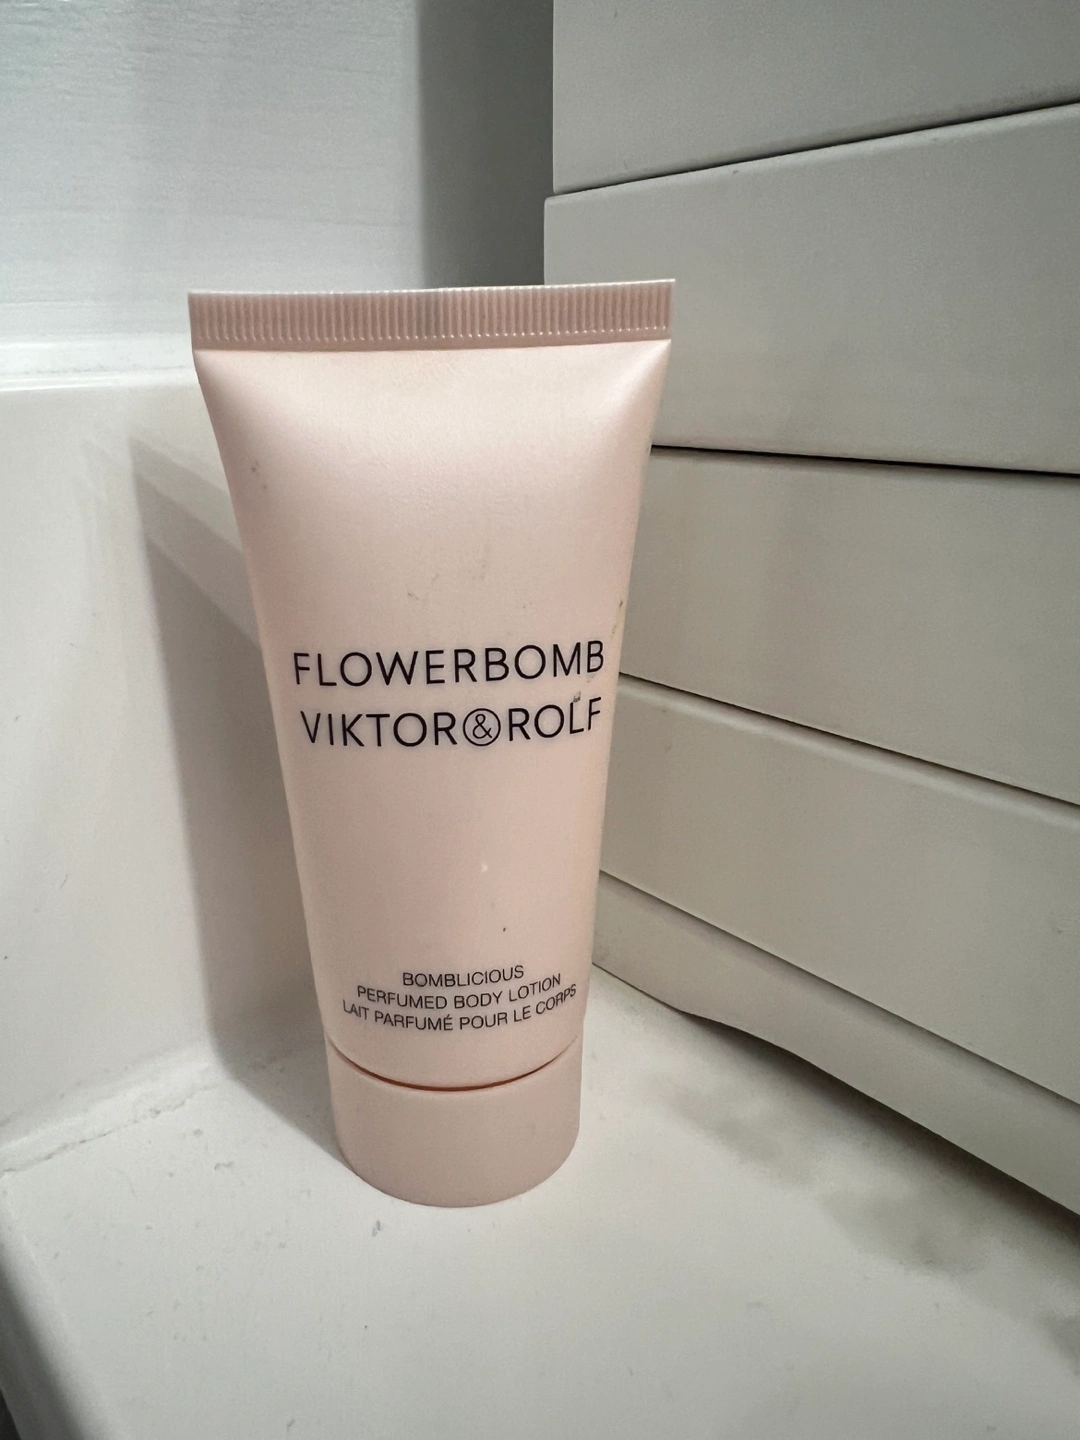 FLOWERBOMB
VIKTOR&ROLF
BOMBLICIOUS
PERFUMED BODY LOTION
LAIT PARFUMÉ POUR LE CORPS